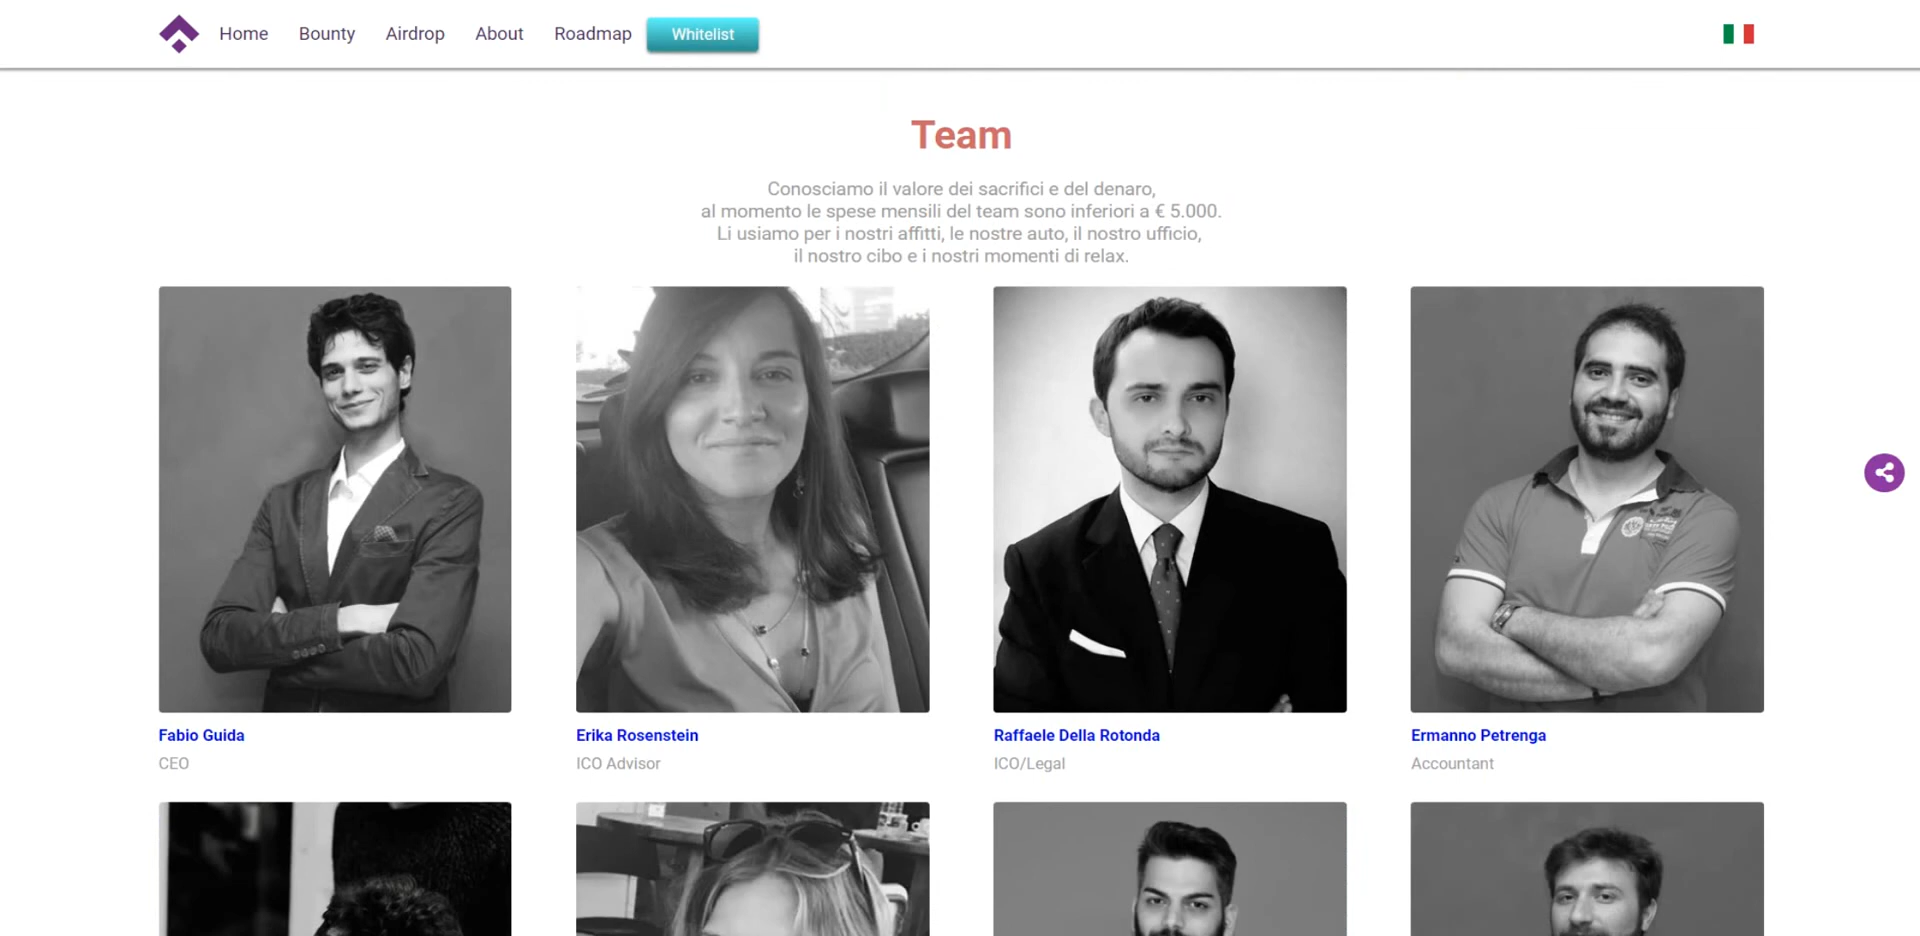 Home Bounty Airdrop About Roadmap Whitelist
Team
Conosciamo il valore dei sacrifici e del denaro,
al momento le spese mensili del team sono inferiori a € 5.000.
Li usiamo per i nostri affitti, le nostre auto, il nostro ufficio,
il nostro cibo e i nostri momenti di relax.
Fabio Guida
CEO
Erika Rosenstein
ICO Advisor
Raffaele Della Rotonda
ICO/Legal
Ermanno Petrenga
Accountant